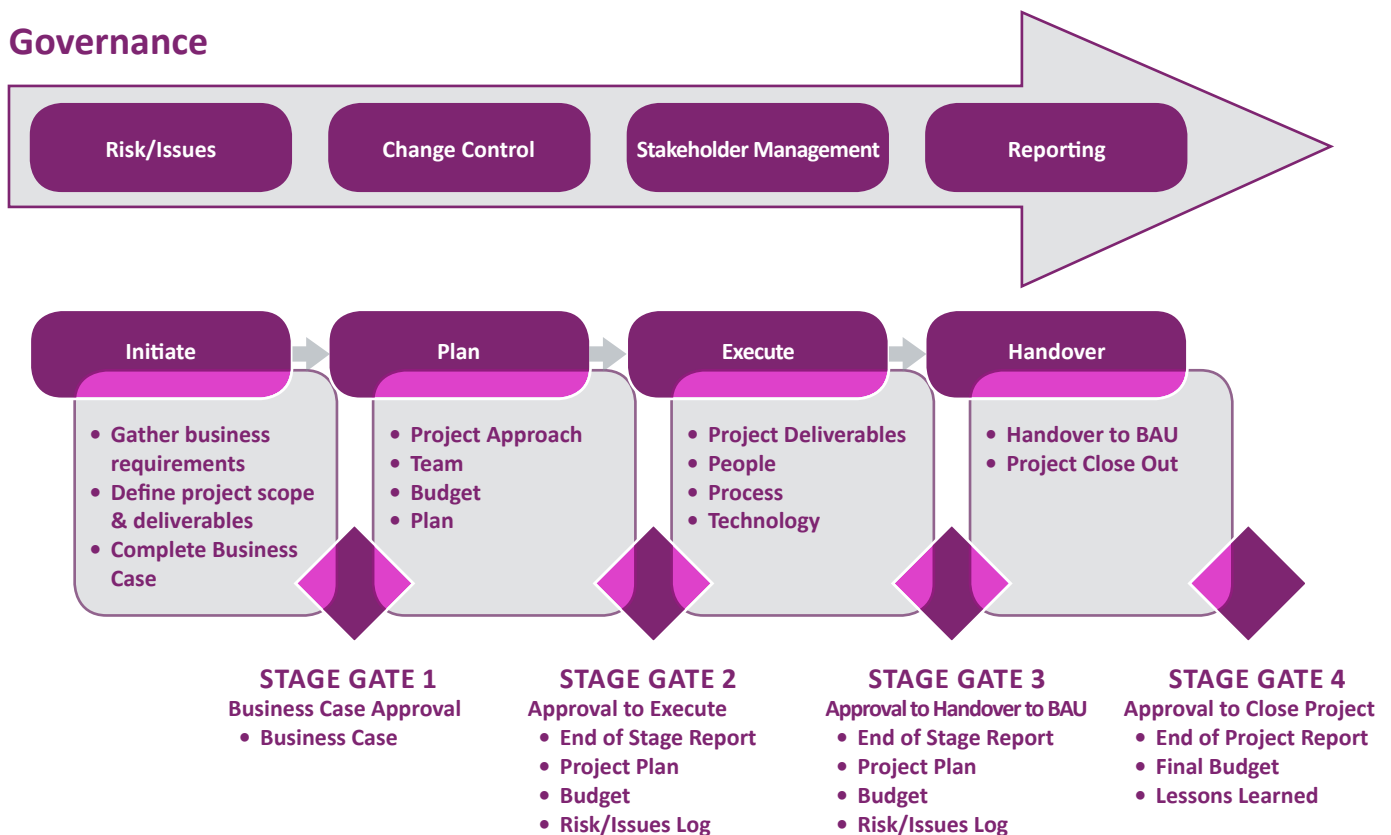 Governance
Risk/Issues
Change Control
Stakeholder Management
Reporting
Initiate
Plan
Execute
Handover
• Gather business
requirements
• Define project scope
& deliverables
• Complete Business
Case
• Project Approach
• Team
• Budget
• Plan
• Project Deliverables
• People
• Process
• Technology
• Handover to BAU
• Project Close Out
STAGE GATE 1
Business Case Approval
• Business Case
STAGE GATE 2
Approval to Execute
• End of Stage Report
• Project Plan
• Budget
• Risk/Issues Log
STAGE GATE 3
Approval to Handover to BAU
• End of Stage Report
• Project Plan
• Budget
• Risk/Issues Log
STAGE GATE 4
Approval to Close Project
• End of Project Report
• Final Budget
• Lessons Learned